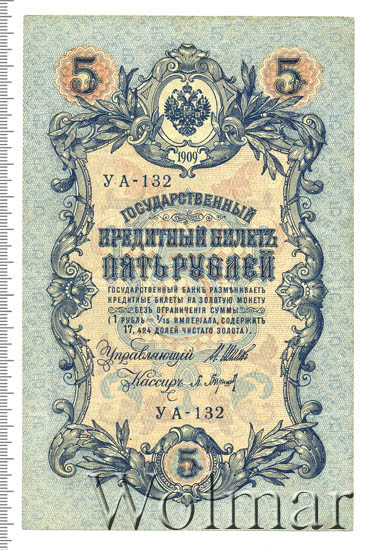 5 5
1909
УА-132
ГОСУДАРСТВЕННЫЙ
КРЕДИТНЫЙ БИЛЕТЪ
ПЯТЬ РУБЛЕЙ
ГОСУДАРСТВЕННЫЙ БАНКЪ РАЗМѢНИВАЕТЪ
КРЕДИТНЫЕ БИЛЕТЫ НА ЗОЛОТУЮ МОНЕТУ
БЕЗЪ ОГРАНИЧЕНІЯ СУММЫ
(1 РУБЛЬ = 1/15 ИМПЕРІАЛА, СОДЕРЖИТЪ
17,424 ДОЛЕЙ ЧИСТАГО ЗОЛОТА).
Управляющій
Кассиръ
УА-132
5
Wolmar